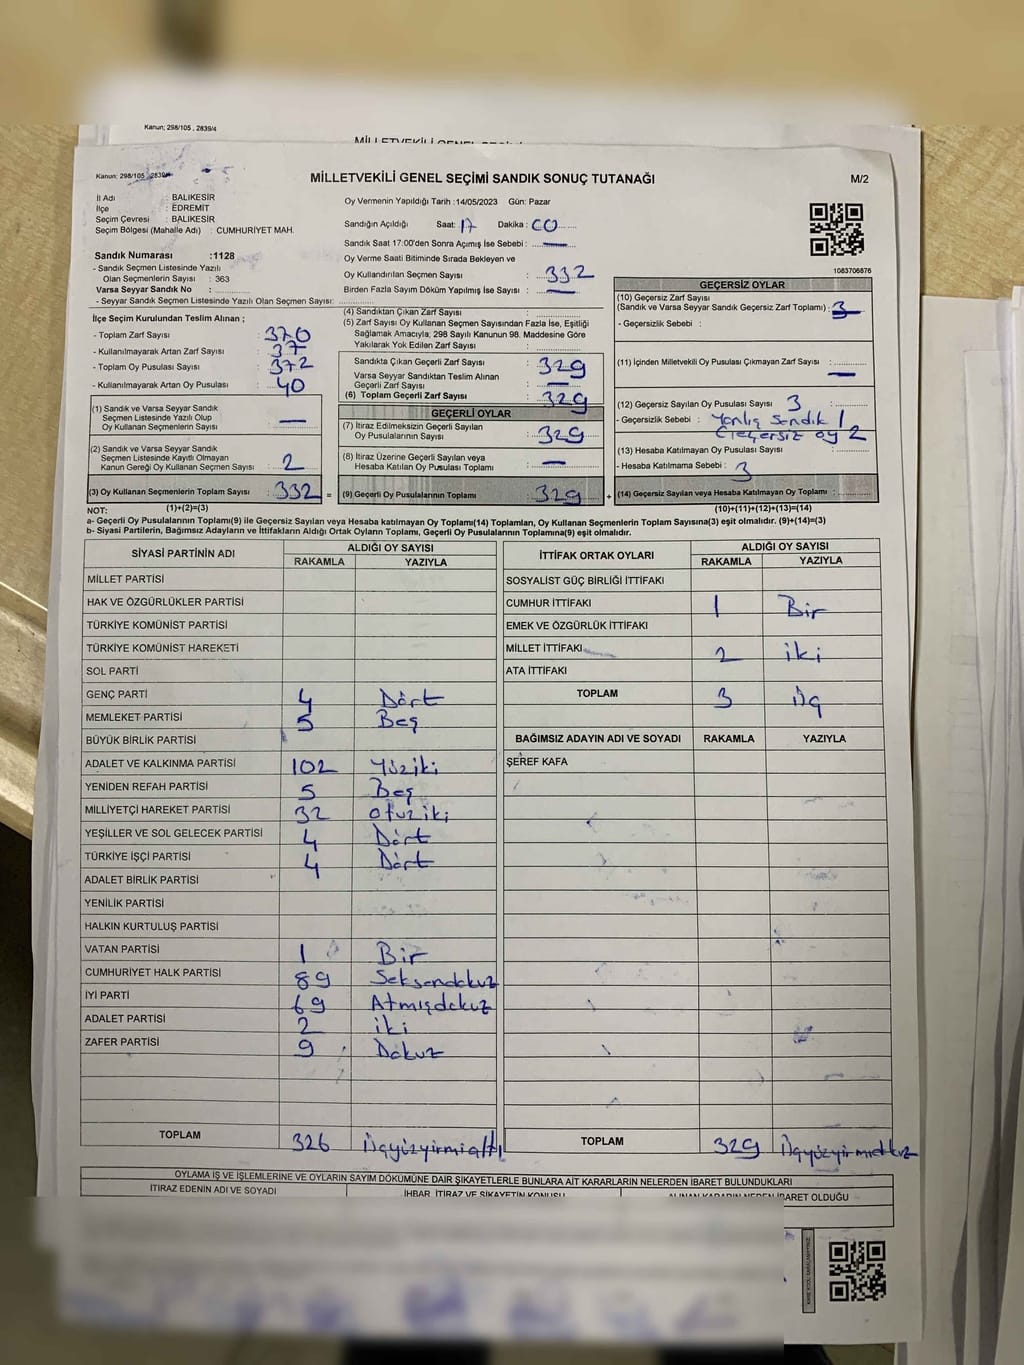 Kanun; 298/105 , 2839/4
Kanun; 298/105
MİLLETVEKİLİ GENEL SEÇİMİ SANDIK SONUÇ TUTANAĞI
M/2
İl Adı : BALIKESİR
İlçe : EDREMİT
Seçim Çevresi : BALIKESİR
Seçim Bölgesi (Mahalle Adı) : CUMHURİYET MAH.
Oy Vermenin Yapıldığı Tarih :14/05/2023 Gün: Pazar
Sandığın Açıldığı Saat: 17 Dakika: 00
Sandık Saat 17:00'den Sonra Açılmış İse Sebebi : —
Oy Verme Saati Bitiminde Sırada Bekleyen ve
Oy Kullandırılan Seçmen Sayısı : 332
Birden Fazla Sayım Döküm Yapılmış İse Sayısı : —
1083706876
Sandık Numarası :1128
- Sandık Seçmen Listesinde Yazılı
Olan Seçmenlerin Sayısı : 363
Varsa Seyyar Sandık No :
- Seyyar Sandık Seçmen Listesinde Yazılı Olan Seçmen Sayısı:
İlçe Seçim Kurulundan Teslim Alınan ;
- Toplam Zarf Sayısı : 370
- Kullanılmayarak Artan Zarf Sayısı : 37
- Toplam Oy Pusulası Sayısı : 372
- Kullanılmayarak Artan Oy Pusulası : 40
(1) Sandık ve Varsa Seyyar Sandık
Seçmen Listesinde Yazılı Olup
Oy Kullanan Seçmenlerin Sayısı : —
(2) Sandık ve Varsa Seyyar Sandık
Seçmen Listesinde Kayıtlı Olmayan
Kanun Gereği Oy Kullanan Seçmen Sayısı : 2
(3) Oy Kullanan Seçmenlerin Toplam Sayısı : 332
(1)+(2)=(3)
(4) Sandıktan Çıkan Zarf Sayısı :
(5) Zarf Sayısı Oy Kullanan Seçmen Sayısından Fazla İse, Eşitliği
Sağlamak Amacıyla; 298 Sayılı Kanunun 98. Maddesine Göre
Yakılarak Yok Edilen Zarf Sayısı :
Sandıkta Çıkan Geçerli Zarf Sayısı : 329
Varsa Seyyar Sandıktan Teslim Alınan
Geçerli Zarf Sayısı : —
(6) Toplam Geçerli Zarf Sayısı : 329
GEÇERLİ OYLAR
(7) İtiraz Edilmeksizin Geçerli Sayılan
Oy Pusulalarının Sayısı : 329
(8) İtiraz Üzerine Geçerli Sayılan veya
Hesaba Katılan Oy Pusulası Toplamı : —
= (9) Geçerli Oy Pusulalarının Toplamı : 329
GEÇERSİZ OYLAR
(10) Geçersiz Zarf Sayısı
(Sandık ve Varsa Seyyar Sandık Geçersiz Zarf Toplamı) : 3
- Geçersizlik Sebebi :
(11) İçinden Milletvekili Oy Pusulası Çıkmayan Zarf Sayısı : —
(12) Geçersiz Sayılan Oy Pusulası Sayısı 3
- Geçersizlik Sebebi : Yanlış Sandık 1
Geçersiz oy 2
(13) Hesaba Katılmayan Oy Pusulası Sayısı :
- Hesaba Katılmama Sebebi : 3
+ (14) Geçersiz Sayılan veya Hesaba Katılmayan Oy Toplamı :
(10)+(11)+(12)+(13)=(14)
NOT:
a- Geçerli Oy Pusulalarının Toplamı(9) ile Geçersiz Sayılan veya Hesaba katılmayan Oy Toplamı(14) Toplamları, Oy Kullanan Seçmenlerin Toplam Sayısına(3) eşit olmalıdır. (9)+(14)=(3)
b- Siyasi Partilerin, Bağımsız Adayların ve İttifakların Aldığı Ortak Oyların Toplamı, Geçerli Oy Pusulalarının Toplamına(9) eşit olmalıdır.
SİYASİ PARTİNİN ADI ALDIĞI OY SAYISI
RAKAMLA YAZIYLA
MİLLET PARTİSİ
HAK VE ÖZGÜRLÜKLER PARTİSİ
TÜRKİYE KOMÜNİST PARTİSİ
TÜRKİYE KOMÜNİST HAREKETİ
SOL PARTİ
GENÇ PARTİ 4 Dört
MEMLEKET PARTİSİ 5 Beş
BÜYÜK BİRLİK PARTİSİ
ADALET VE KALKINMA PARTİSİ 102 Yüziki
YENİDEN REFAH PARTİSİ 5 Beş
MİLLİYETÇİ HAREKET PARTİSİ 32 otuziki
YEŞİLLER VE SOL GELECEK PARTİSİ 4 Dört
TÜRKİYE İŞÇİ PARTİSİ 4 Dört
ADALET BİRLİK PARTİSİ
YENİLİK PARTİSİ
HALKIN KURTULUŞ PARTİSİ
VATAN PARTİSİ 1 Bir
CUMHURİYET HALK PARTİSİ 89 Seksendokuz
İYİ PARTİ 69 Atmışdokuz
ADALET PARTİSİ 2 iki
ZAFER PARTİSİ 9 Dokuz
TOPLAM 326 üçyüzyirmialtı
İTTİFAK ORTAK OYLARI ALDIĞI OY SAYISI
RAKAMLA YAZIYLA
SOSYALİST GÜÇ BİRLİĞİ İTTİFAKI
CUMHUR İTTİFAKI 1 Bir
EMEK VE ÖZGÜRLÜK İTTİFAKI
MİLLET İTTİFAKI 2 iki
ATA İTTİFAKI
TOPLAM 3 üç
BAĞIMSIZ ADAYIN ADI VE SOYADI RAKAMLA YAZIYLA
ŞEREF KAFA
TOPLAM 329 üçyüzyirmidokuz
OYLAMA İŞ VE İŞLEMLERİNE VE OYLARIN SAYIM DÖKÜMÜNE DAİR ŞİKAYETLERLE BUNLARA AİT KARARLARIN NELERDEN İBARET BULUNDUKLARI
İTİRAZ EDENİN ADI VE SOYADI İHBAR, İTİRAZ VE ŞİKAYETİN KONUSU ALINAN KARARIN NEDEN İBARET OLDUĞU